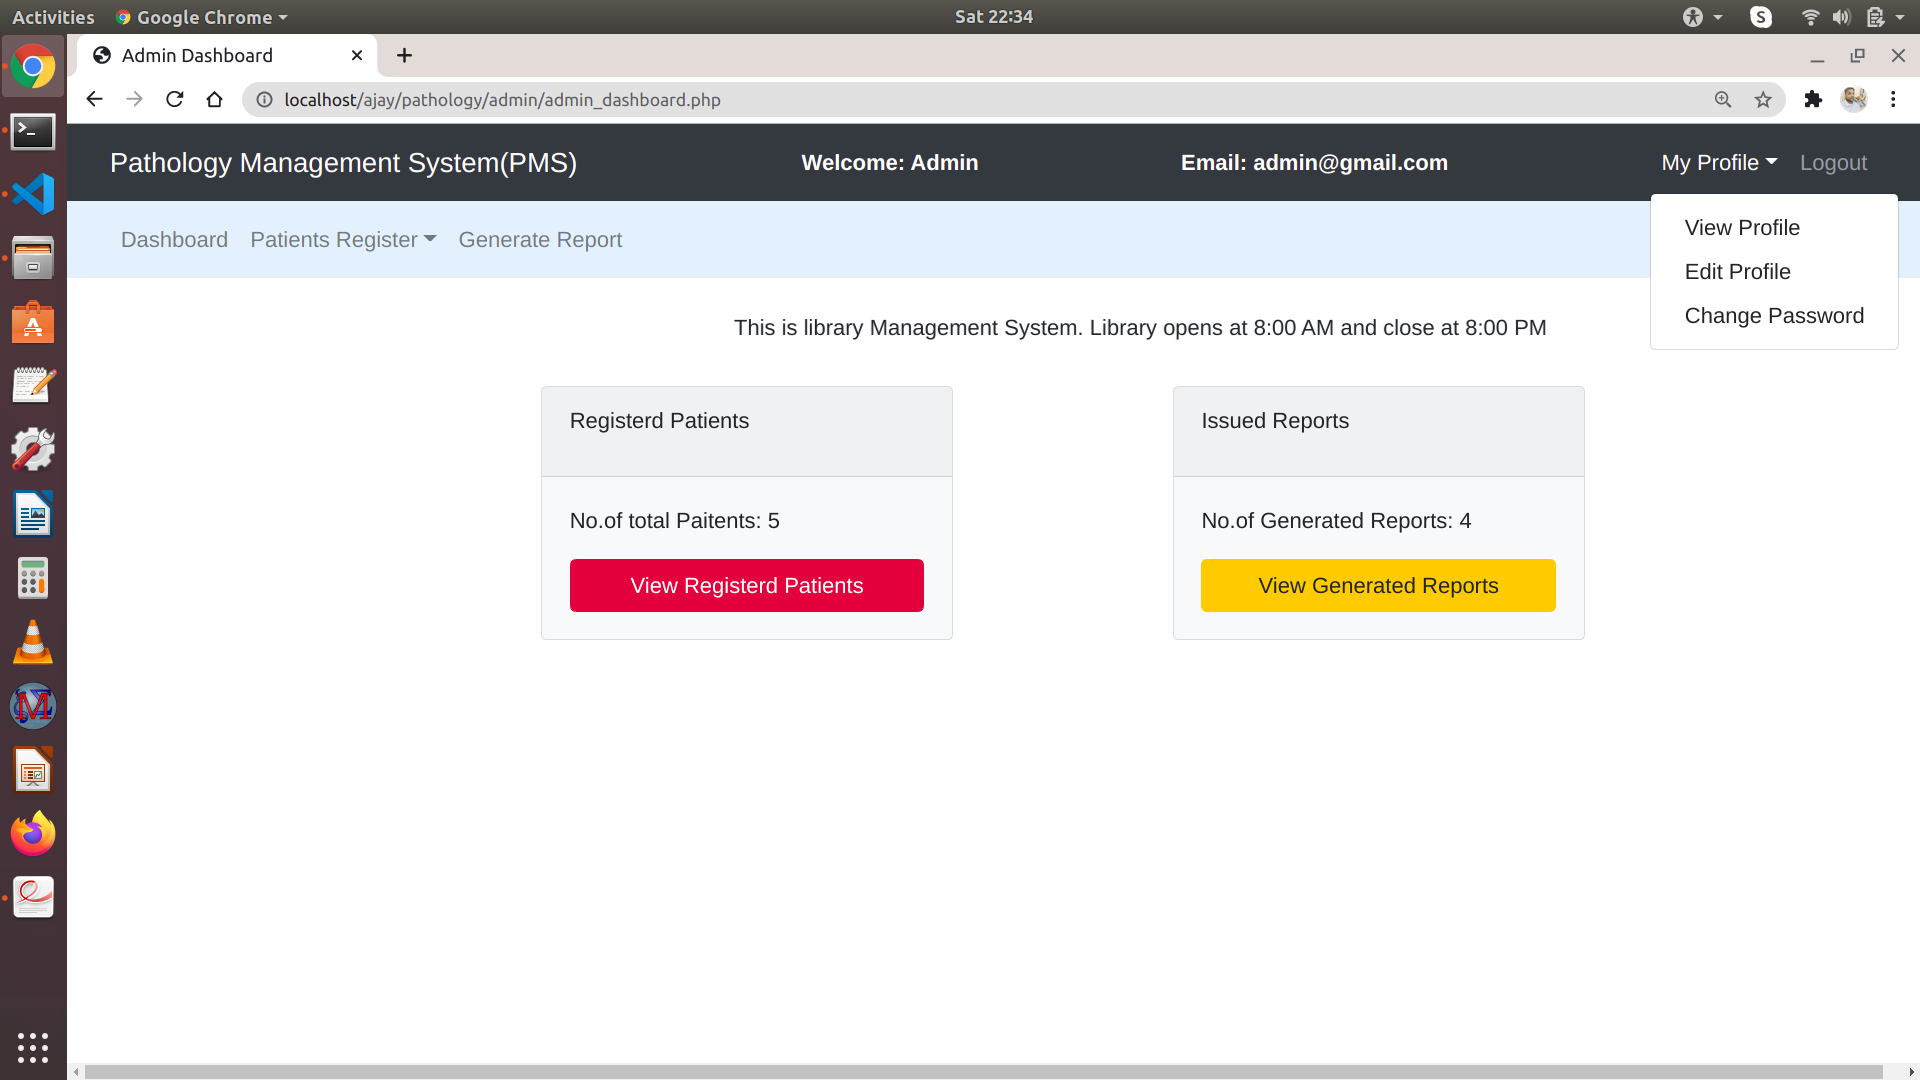 Activities Google Chrome Sat 22:34
Admin Dashboard
localhost/ajay/pathology/admin/admin_dashboard.php
Pathology Management System(PMS) Welcome: Admin Email: admin@gmail.com My Profile Logout
View Profile
Dashboard Patients Register Generate Report
Edit Profile
Change Password
This is library Management System. Library opens at 8:00 AM and close at 8:00 PM
Registerd Patients
No.of total Paitents: 5
View Registerd Patients
Issued Reports
No.of Generated Reports: 4
View Generated Reports